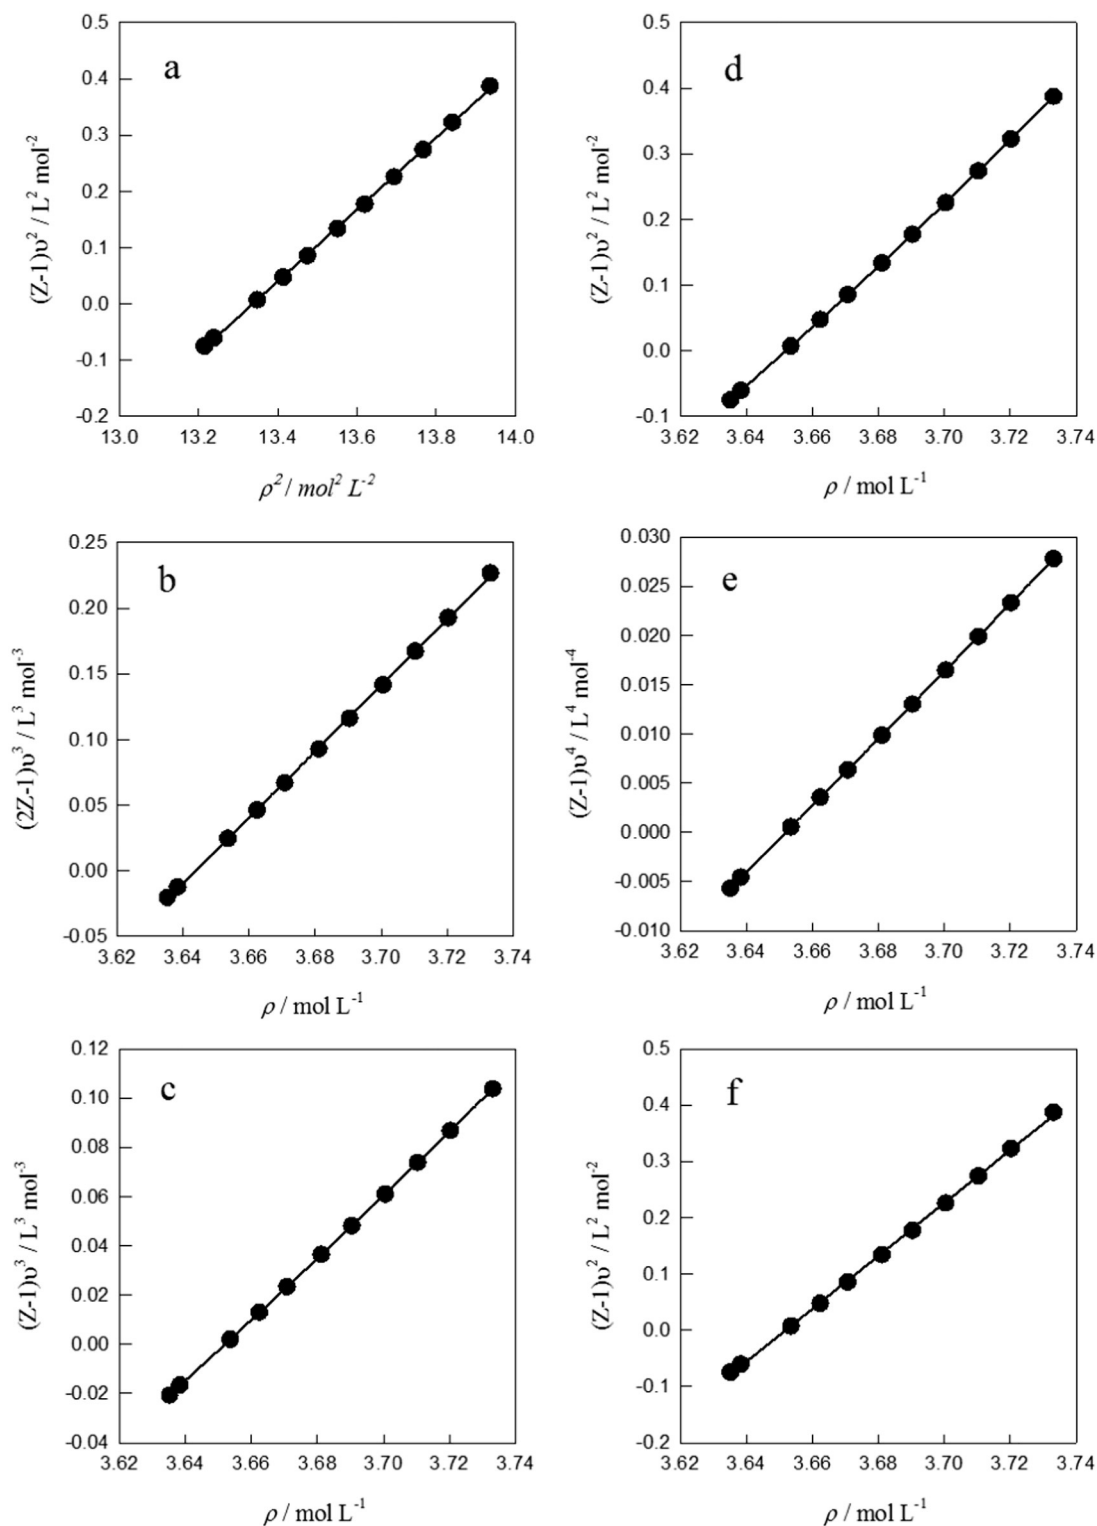 a
0.5
0.4
0.3
0.2
0.1
0.0
-0.1
-0.2
(Z-1)υ² / L² mol⁻²
13.0 13.2 13.4 13.6 13.8 14.0
ρ² / mol² L⁻²
d
0.5
0.4
0.3
0.2
0.1
0.0
-0.1
(Z-1)υ² / L² mol⁻²
3.62 3.64 3.66 3.68 3.70 3.72 3.74
ρ / mol L⁻¹
b
0.25
0.20
0.15
0.10
0.05
0.00
-0.05
(2Z-1)υ³ / L³ mol⁻³
3.62 3.64 3.66 3.68 3.70 3.72 3.74
ρ / mol L⁻¹
e
0.030
0.025
0.020
0.015
0.010
0.005
0.000
-0.005
-0.010
(Z-1)υ⁴ / L⁴ mol⁻⁴
3.62 3.64 3.66 3.68 3.70 3.72 3.74
ρ / mol L⁻¹
c
0.12
0.10
0.08
0.06
0.04
0.02
0.00
-0.02
-0.04
(Z-1)υ³ / L³ mol⁻³
3.62 3.64 3.66 3.68 3.70 3.72 3.74
ρ / mol L⁻¹
f
0.5
0.4
0.3
0.2
0.1
0.0
-0.1
-0.2
(Z-1)υ² / L² mol⁻²
3.62 3.64 3.66 3.68 3.70 3.72 3.74
ρ / mol L⁻¹